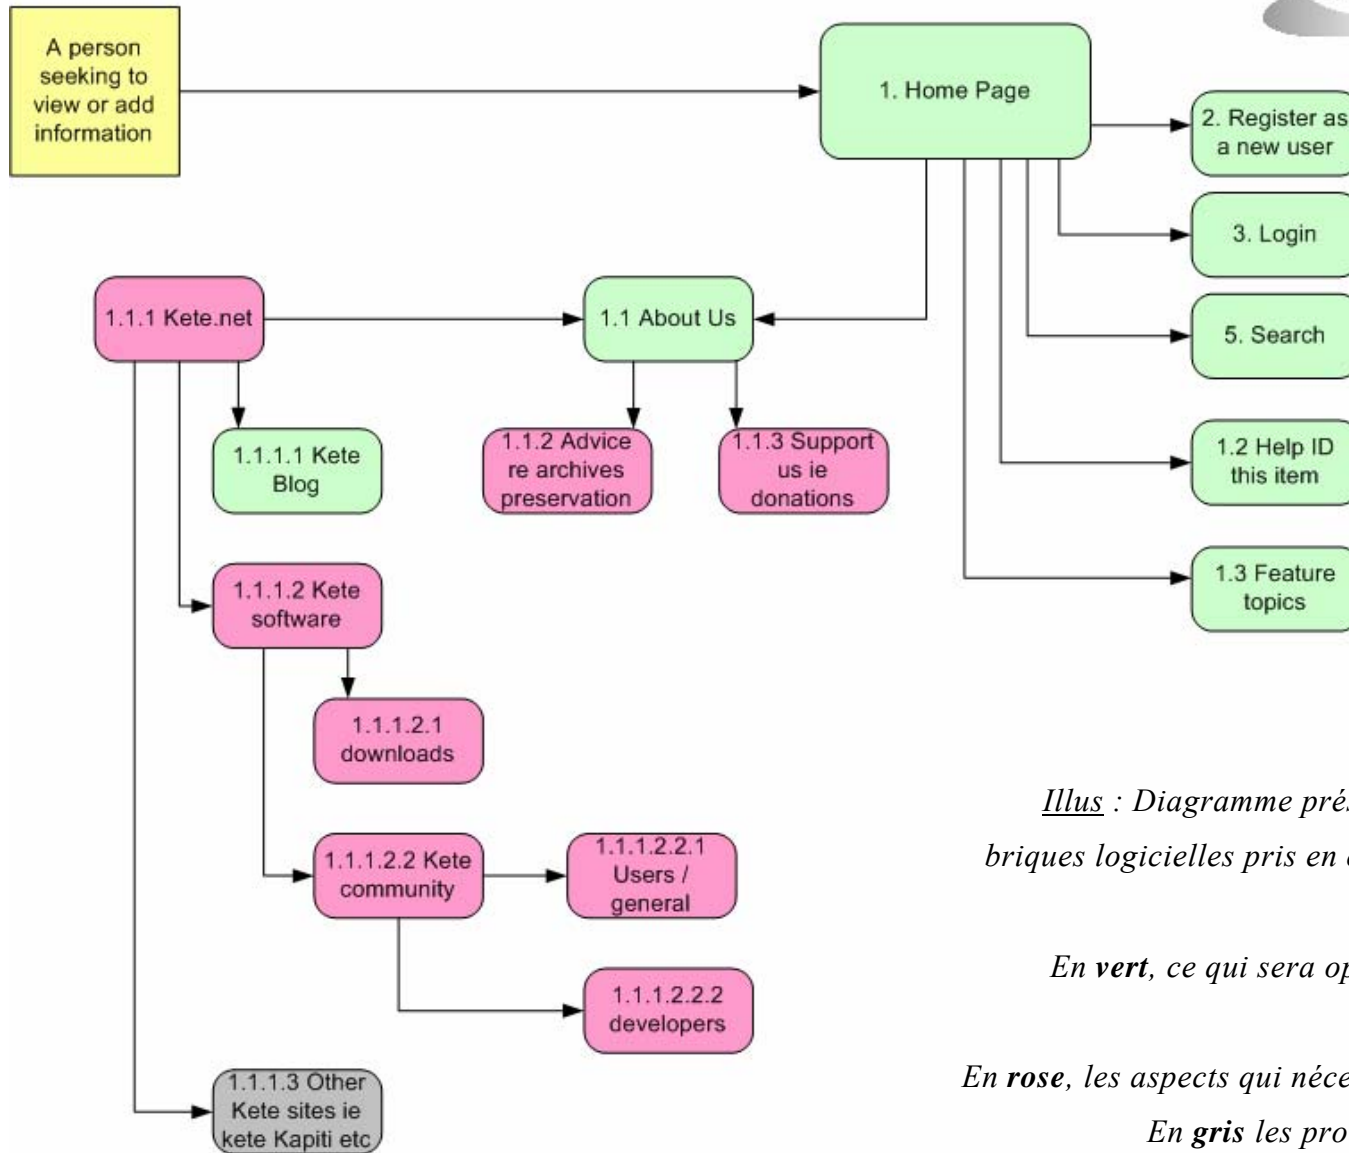 A person
seeking to
view or add
information
1. Home Page
2. Register as
a new user
3. Login
1.1.1 Kete.net
1.1 About Us
5. Search
1.1.1.1 Kete
Blog
1.1.2 Advice
re archives
preservation
1.1.3 Support
us ie
donations
1.2 Help ID
this item
1.1.1.2 Kete
software
1.3 Feature
topics
1.1.1.2.1
downloads
1.1.1.2.2 Kete
community
1.1.1.2.2.1
Users /
general
1.1.1.2.2.2
developers
1.1.1.3 Other
Kete sites ie
kete Kapiti etc
Illus : Diagramme
briques logicielles pris en
En vert, ce qui sera
En rose, les aspects qui
En gris les